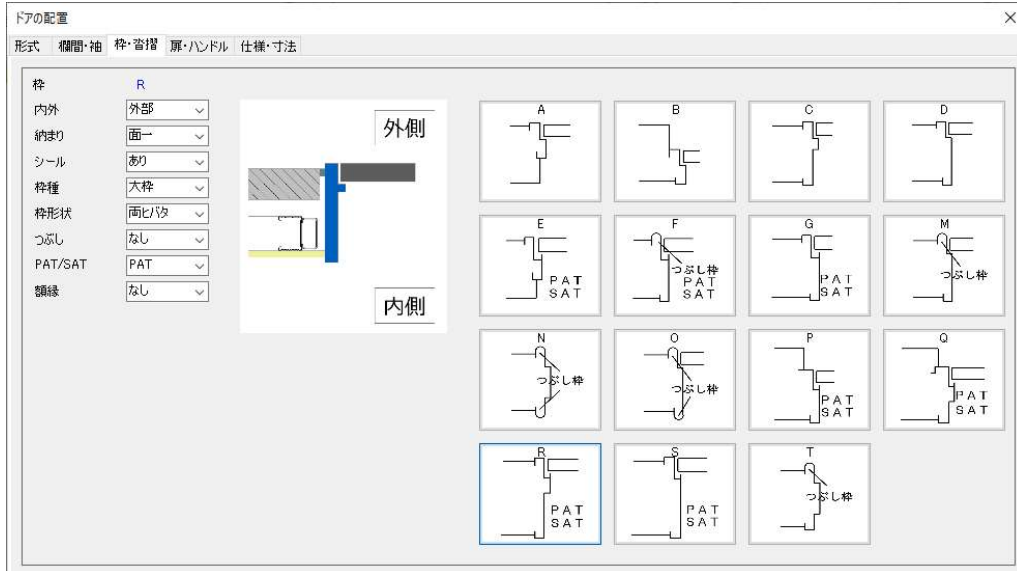 ドアの配置
形式 欄間・袖 枠・沓摺 扉・ハンドル 仕様・寸法
枠 R
内外 外部
納まり 面一
シール あり
枠種 大枠
枠形状 両ヒバタ
つぶし なし
PAT/SAT PAT
額縁 なし
外側
内側
A
B
C
D
E
PAT
SAT
F
つぶし枠
PAT
SAT
G
PAT
SAT
M
つぶし枠
N
つぶし枠
O
つぶし枠
P
PAT
SAT
Q
PAT
SAT
R
PAT
SAT
S
PAT
SAT
T
つぶし枠